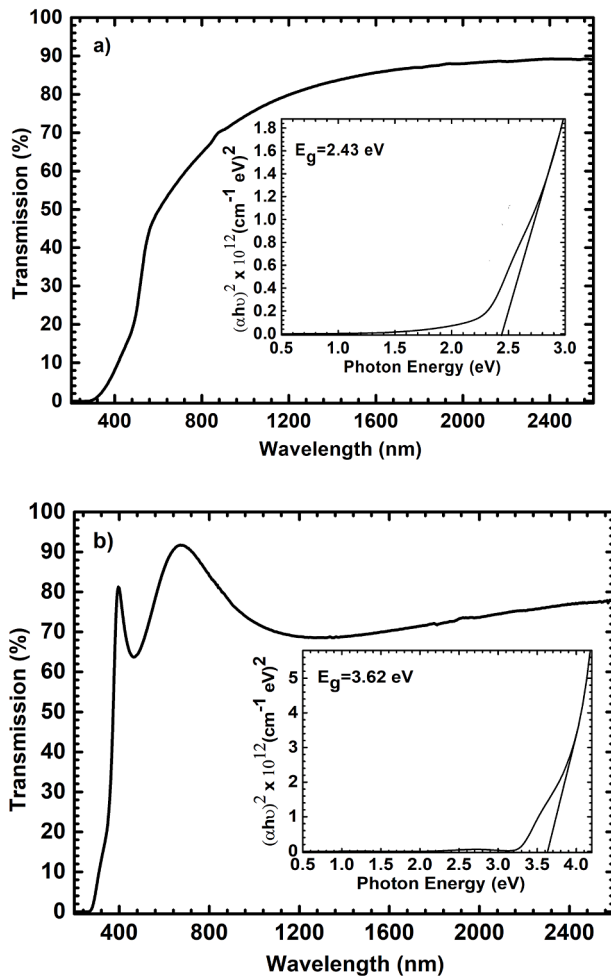 a)
Transmission (%)
100
90
80
70
60
50
40
30
20
10
0
400 800 1200 1600 2000 2400
Wavelength (nm)
E_g=2.43 eV
(αhυ)² x 10¹²(cm⁻¹ eV)²
1.8
1.6
1.4
1.2
1.0
0.8
0.6
0.4
0.2
0.0
0.5 1.0 1.5 2.0 2.5 3.0
Photon Energy (eV)
b)
Transmission (%)
100
90
80
70
60
50
40
30
20
10
0
400 800 1200 1600 2000 2400
Wavelength (nm)
E_g=3.62 eV
(αhυ)² x 10¹²(cm⁻¹ eV)²
5
4
3
2
1
0
0.5 1.0 1.5 2.0 2.5 3.0 3.5 4.0
Photon Energy (eV)